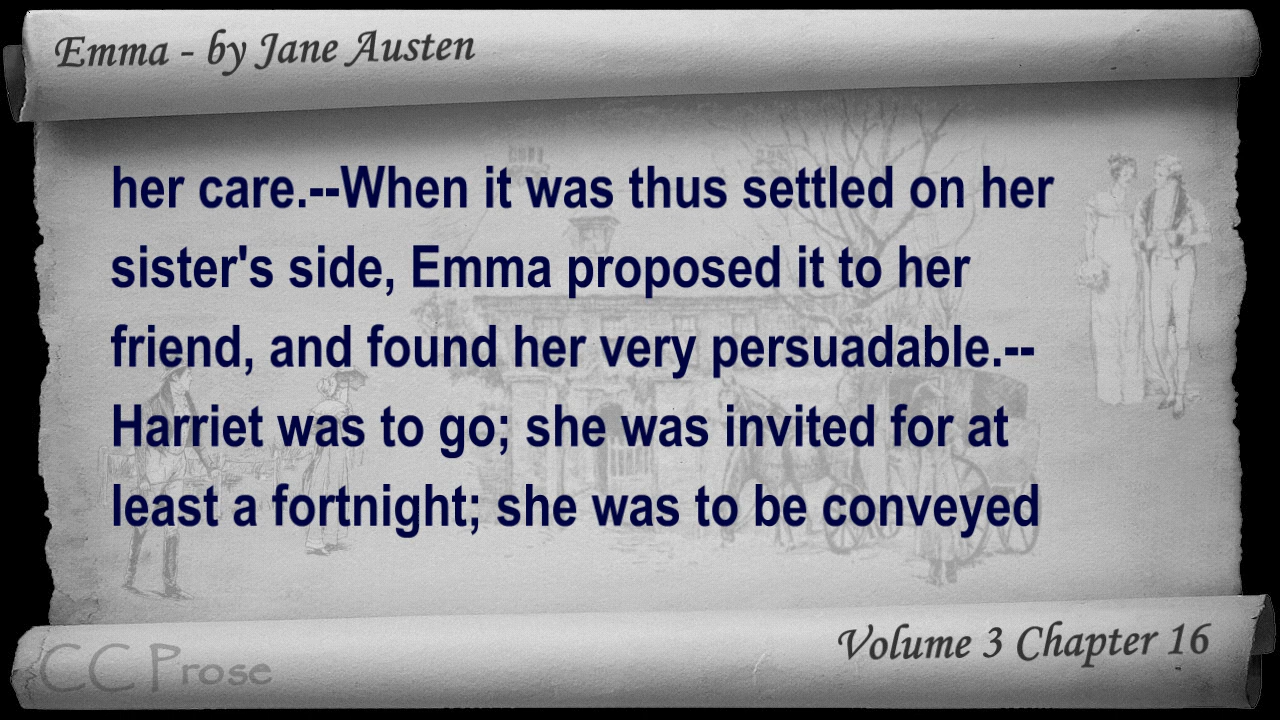 Emma - by Jane Austen
her care.--When it was thus settled on her
sister's side, Emma proposed it to her
friend, and found her very persuadable.--
Harriet was to go; she was invited for at
least a fortnight; she was to be conveyed
Volume 3 Chapter 16
CC Prose